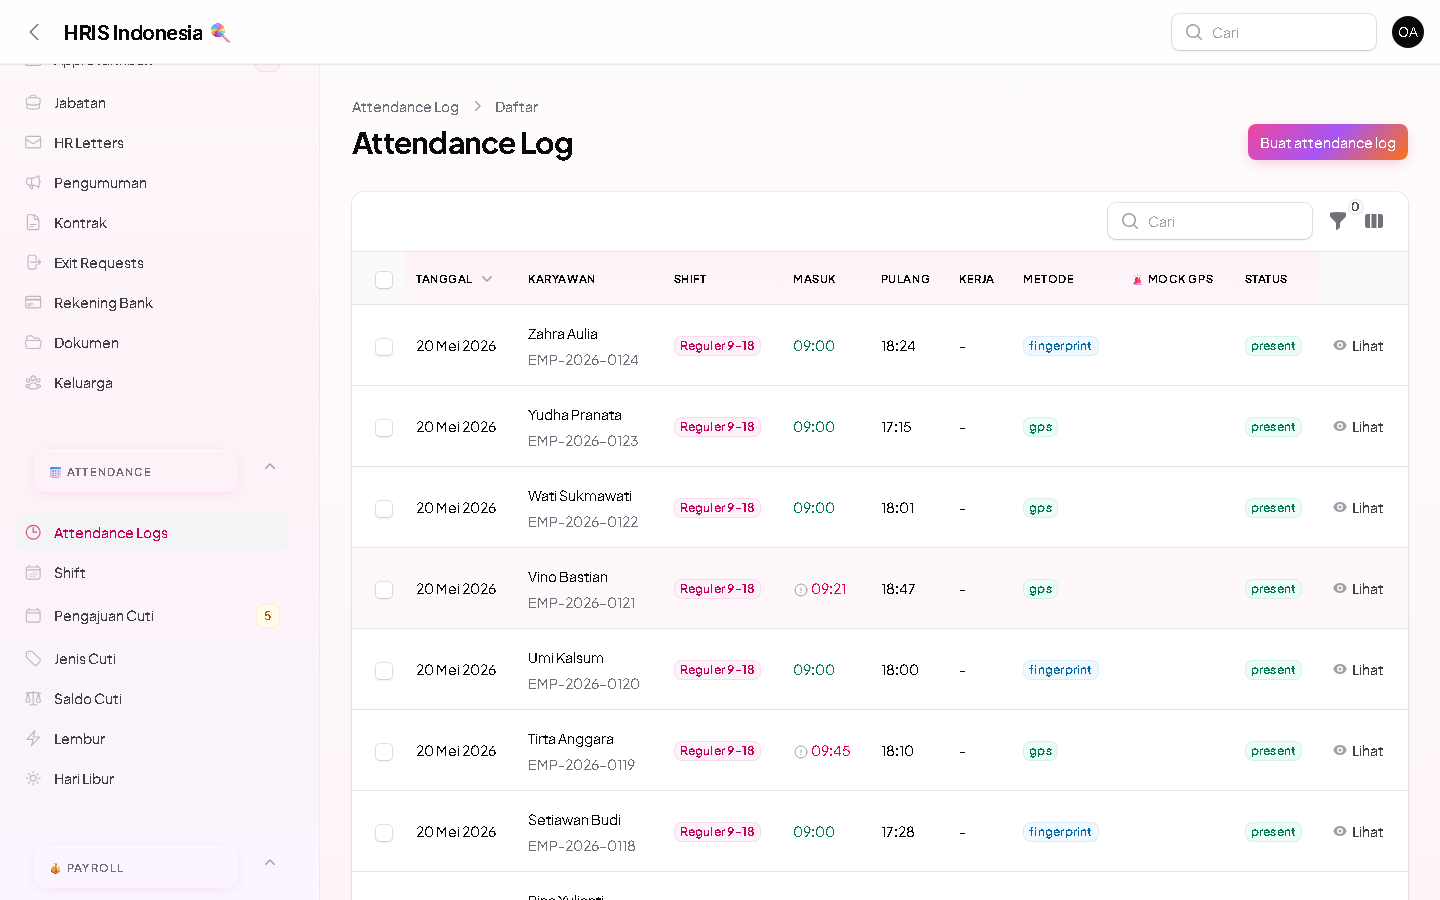 HRIS Indonesia
Cari
OA
Jabatan
HR Letters
Pengumuman
Kontrak
Exit Requests
Rekening Bank
Dokumen
Keluarga
ATTENDANCE
Attendance Logs
Shift
Pengajuan Cuti 5
Jenis Cuti
Saldo Cuti
Lembur
Hari Libur
PAYROLL
Attendance Log > Daftar
Attendance Log
Buat attendance log
Cari
0
TANGGAL KARYAWAN SHIFT MASUK PULANG KERJA METODE MOCK GPS STATUS
20 Mei 2026 Zahra Aulia Reguler 9-18 09:00 18:24 - fingerprint present Lihat
EMP-2026-0124
20 Mei 2026 Yudha Pranata Reguler 9-18 09:00 17:15 - gps present Lihat
EMP-2026-0123
20 Mei 2026 Wati Sukmawati Reguler 9-18 09:00 18:01 - gps present Lihat
EMP-2026-0122
20 Mei 2026 Vino Bastian Reguler 9-18 09:21 18:47 - gps present Lihat
EMP-2026-0121
20 Mei 2026 Umi Kalsum Reguler 9-18 09:00 18:00 - fingerprint present Lihat
EMP-2026-0120
20 Mei 2026 Tirta Anggara Reguler 9-18 09:45 18:10 - gps present Lihat
EMP-2026-0119
20 Mei 2026 Setiawan Budi Reguler 9-18 09:00 17:28 - fingerprint present Lihat
EMP-2026-0118